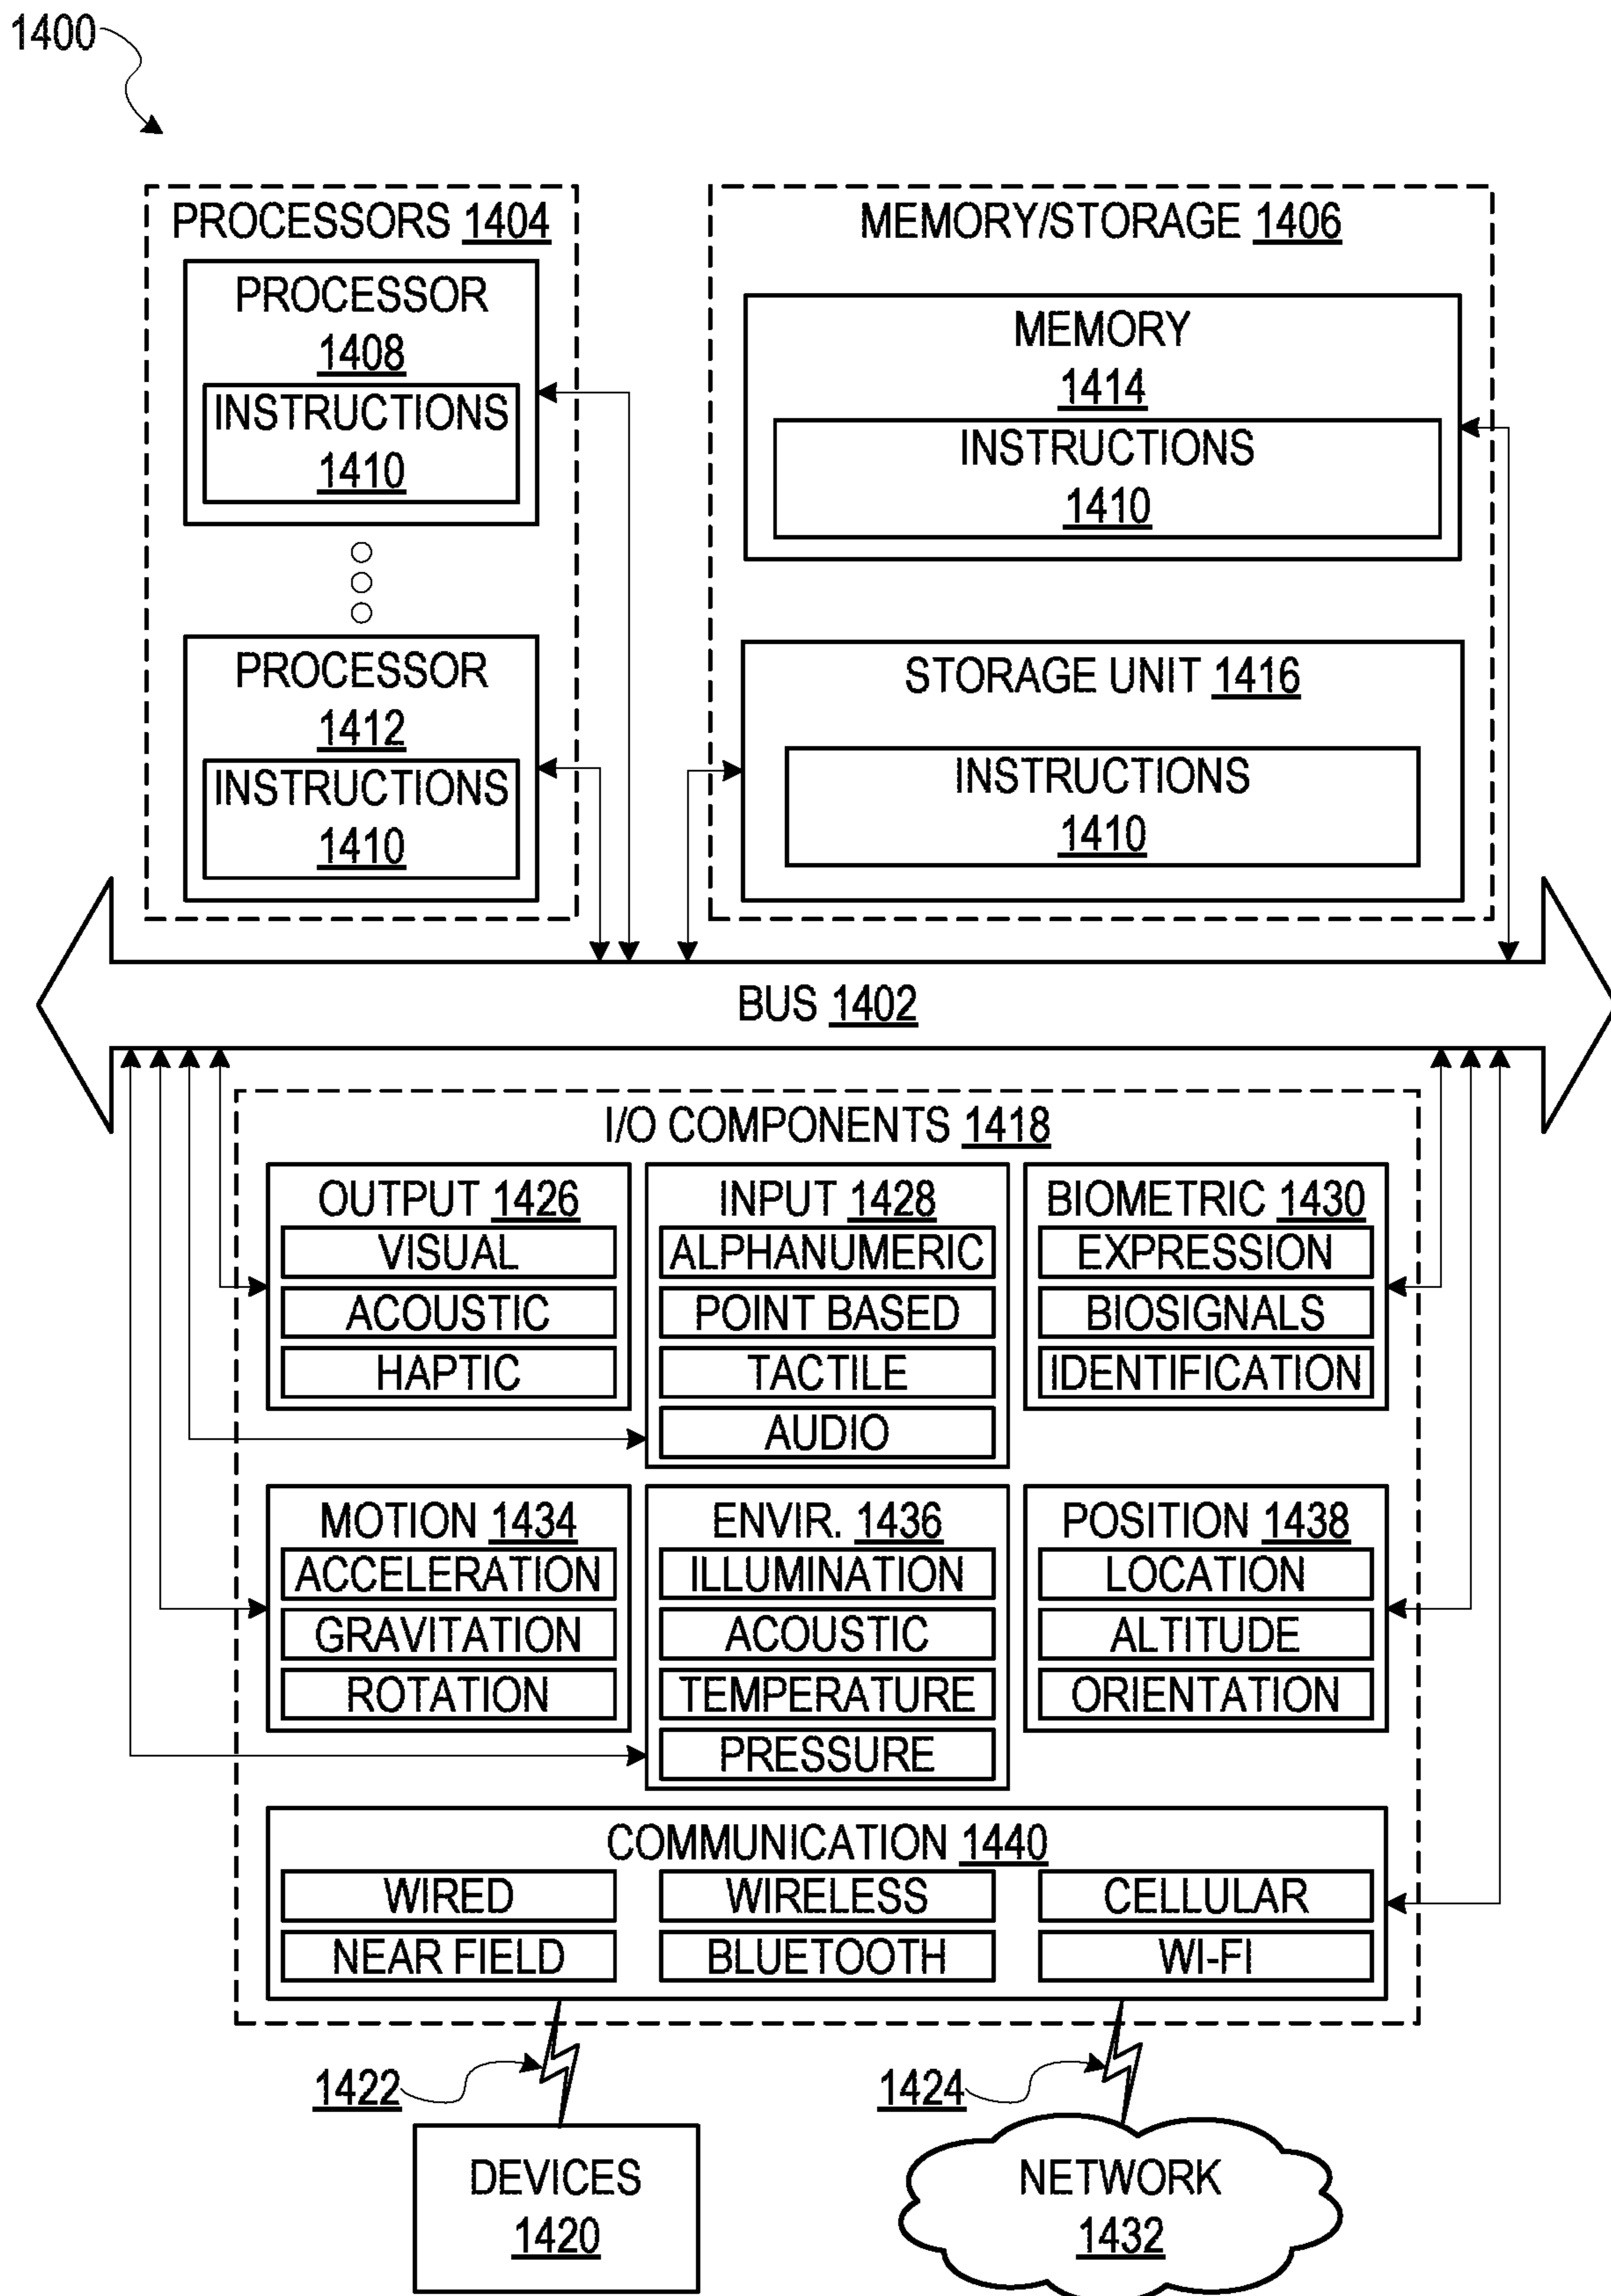 1400
PROCESSORS 1404
PROCESSOR
1408
INSTRUCTIONS
1410
PROCESSOR
1412
INSTRUCTIONS
1410
MEMORY/STORAGE 1406
MEMORY
1414
INSTRUCTIONS
1410
STORAGE UNIT 1416
INSTRUCTIONS
1410
BUS 1402
I/O COMPONENTS 1418
OUTPUT 1426
VISUAL
ACOUSTIC
HAPTIC
INPUT 1428
ALPHANUMERIC
POINT BASED
TACTILE
AUDIO
BIOMETRIC 1430
EXPRESSION
BIOSIGNALS
IDENTIFICATION
MOTION 1434
ACCELERATION
GRAVITATION
ROTATION
ENVIR. 1436
ILLUMINATION
ACOUSTIC
TEMPERATURE
PRESSURE
POSITION 1438
LOCATION
ALTITUDE
ORIENTATION
COMMUNICATION 1440
WIRED
WIRELESS
CELLULAR
NEAR FIELD
BLUETOOTH
WI-FI
1422
1424
DEVICES
1420
NETWORK
1432